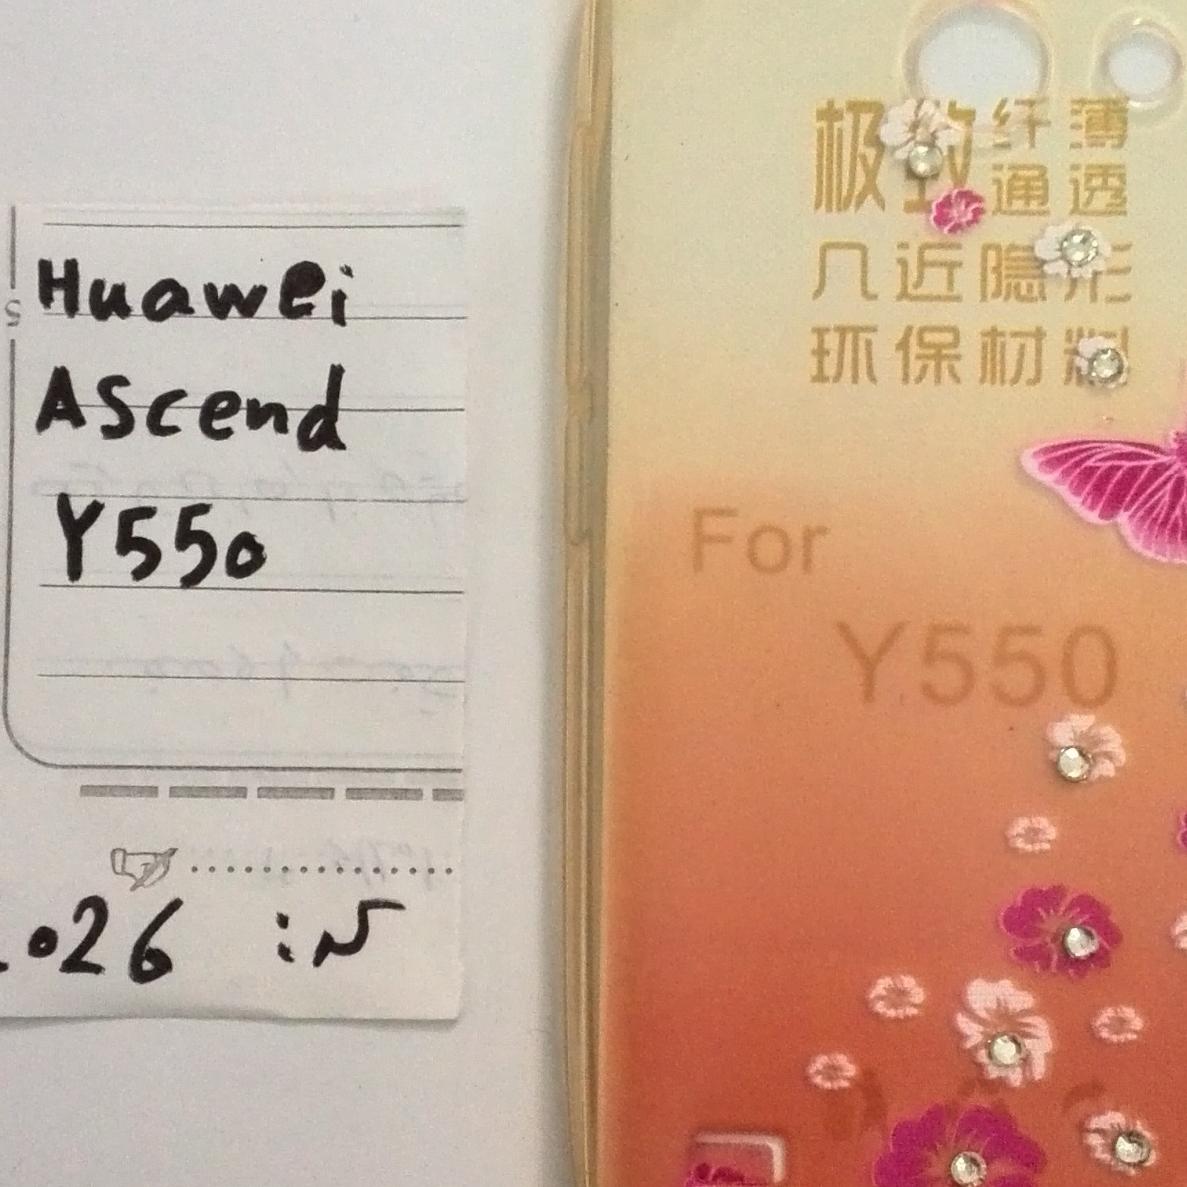 Huawei
Ascend
Y550
.026
极致纤薄
通透
几近隐形
环保材料
For
Y550